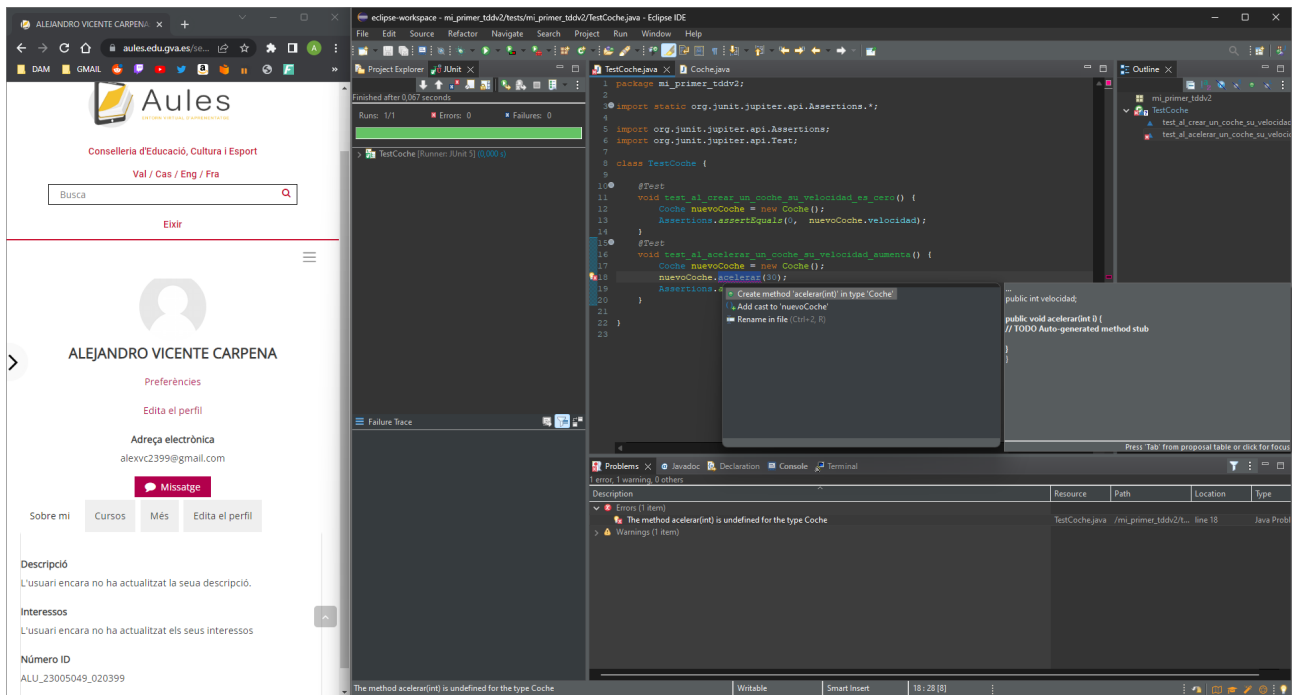 ALEJANDRO VICENTE CARPENA
aules.edu.gva.es/se...
A
DAM
GMAIL
Aules
ENTORN VIRTUAL D'APRENENTATGE
Conselleria d'Educació, Cultura i Esport
Val / Cas / Eng / Fra
Busca
Eixir
ALEJANDRO VICENTE CARPENA
Preferències
Edita el perfil
Adreça electrònica
alexvc2399@gmail.com
Missatge
Sobre mi
Cursos
Més
Edita el perfil
Descripció
L'usuari encara no ha actualitzat la seua descripció.
Interessos
L'usuari encara no ha actualitzat els seus interessos
Número ID
ALU_23005049_020399
eclipse-workspace - mi_primer_tddv2/tests/mi_primer_tddv2/TestCoche.java - Eclipse IDE
File Edit Source Refactor Navigate Search Project Run Window Help
Project Explorer
JUnit
Finished after 0,067 seconds
Runs: 1/1 Errors: 0 Failures: 0
TestCoche [Runner: JUnit 5] (0,000 s)
Failure Trace
TestCoche.java
Coche.java
1 package mi_primer_tddv2;
2
3 import static org.junit.jupiter.api.Assertions.*;
4
5 import org.junit.jupiter.api.Assertions;
6 import org.junit.jupiter.api.Test;
7
8 class TestCoche {
9
10 @Test
11 void test_al_crear_un_coche_su_velocidad_es_cero() {
12 Coche nuevoCoche = new Coche();
13 Assertions.assertEquals(0, nuevoCoche.velocidad);
14 }
15 @Test
16 void test_al_acelerar_un_coche_su_velocidad_aumenta() {
17 Coche nuevoCoche = new Coche();
18 nuevoCoche.acelerar(30);
19 Assertions.a
20 }
21
22 }
23
Create method 'acelerar(int)' in type 'Coche'
Add cast to 'nuevoCoche'
Rename in file (Ctrl+2, R)
...
public int velocidad;
public void acelerar(int i) {
// TODO Auto-generated method stub
}
}
Press 'Tab' from proposal table or click for focus
Outline
mi_primer_tddv2
TestCoche
test_al_crear_un_coche_su_velocidad
test_al_acelerar_un_coche_su_velocid
Problems
Javadoc
Declaration
Console
Terminal
1 error, 1 warning, 0 others
Description Resource Path Location Type
Errors (1 item)
The method acelerar(int) is undefined for the type Coche TestCoche.java /mi_primer_tddv2/t... line 18 Java Probl
Warnings (1 item)
The method acelerar(int) is undefined for the type Coche
Writable
Smart Insert
18 : 28 [8]